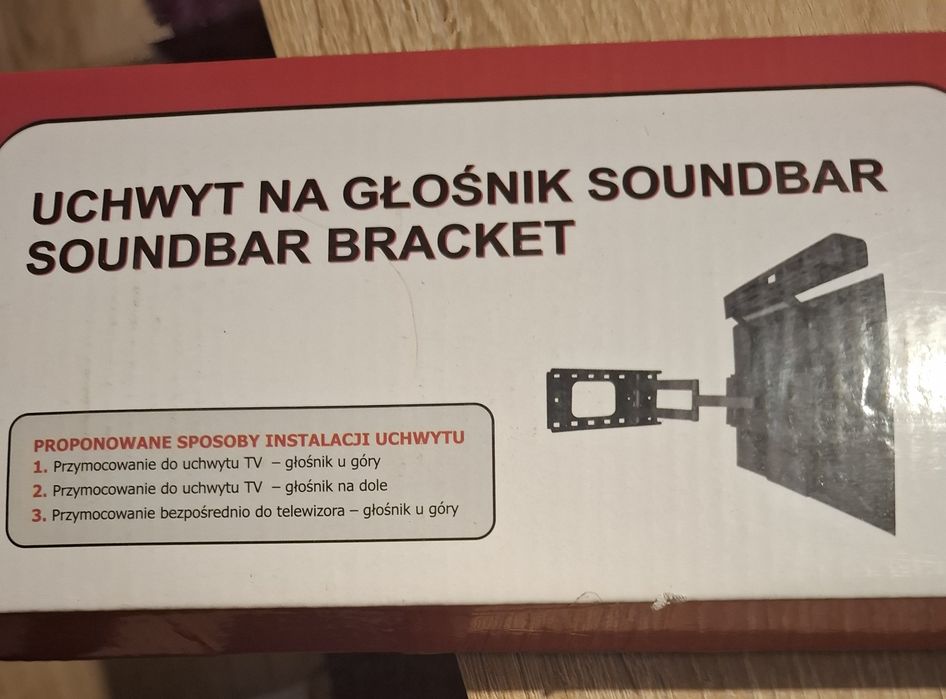 UCHWYT NA GŁOŚNIK SOUNDBAR
SOUNDBAR BRACKET
PROPONOWANE SPOSOBY INSTALACJI UCHWYTU
1. Przymocowanie do uchwytu TV – głośnik u góry
2. Przymocowanie do uchwytu TV – głośnik na dole
3. Przymocowanie bezpośrednio do telewizora – głośnik u góry